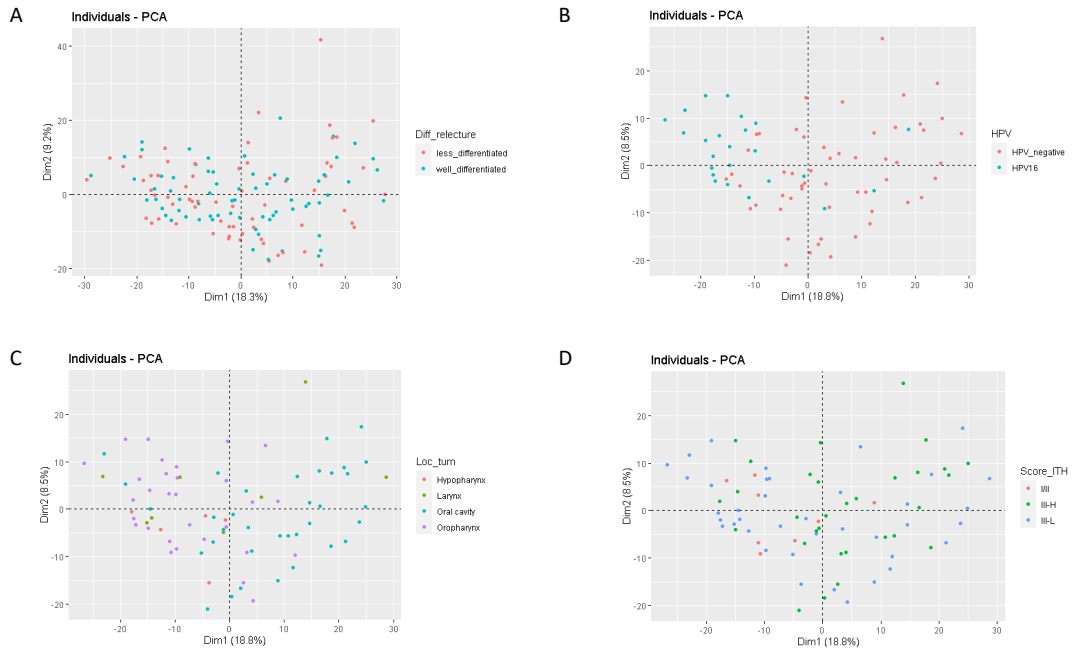 A
Individuals - PCA
40
20
0
-20
Dim2 (9.2%)
-30
-20
-10
0
10
20
30
Dim1 (18.3%)
Diff_relecture
less_differentiated
well_differentiated
B
Individuals - PCA
20
10
0
-10
-20
Dim2 (8.5%)
-20
-10
0
10
20
30
Dim1 (18.8%)
HPV
HPV_negative
HPV16
C
Individuals - PCA
20
10
0
-10
-20
Dim2 (8.5%)
-20
-10
0
10
20
30
Dim1 (18.8%)
Loc_tum
Hypopharynx
Larynx
Oral cavity
Oropharynx
D
Individuals - PCA
20
10
0
-10
-20
Dim2 (8.5%)
-20
-10
0
10
20
30
Dim1 (18.8%)
Score_ITH
I/II
III-H
III-L